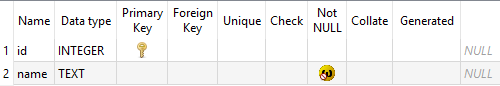 Name Data type Primary Key Foreign Key Unique Check Not NULL Collate Generated
1 id INTEGER NULL
2 name TEXT NULL